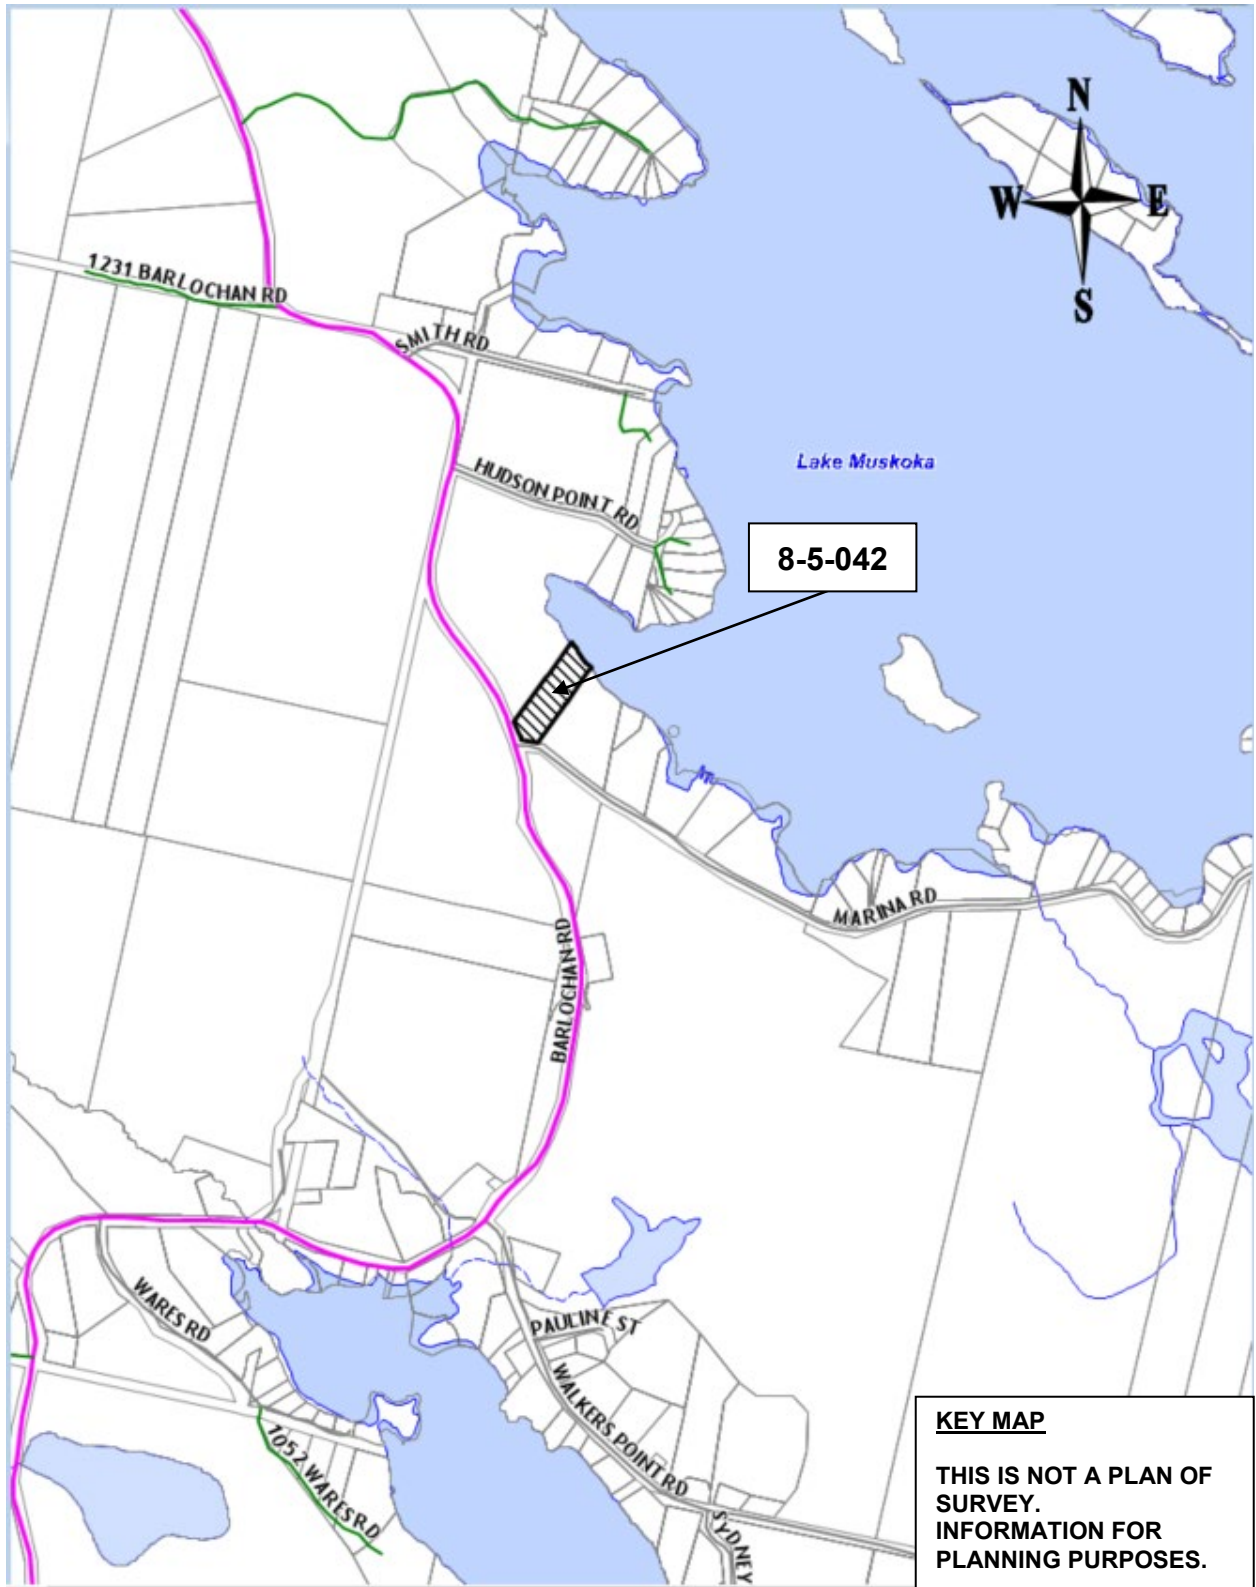 N
W E
S
1231 BARLOCHAN RD
SMITH RD
Lake Muskoka
HUDSON POINT RD
8-5-042
MARINA RD
BARLOCHAN RD
WARES RD
PAULINE ST
WALKERS POINT RD
1052 WARES RD
SYDNEY
KEY MAP
THIS IS NOT A PLAN OF
SURVEY.
INFORMATION FOR
PLANNING PURPOSES.